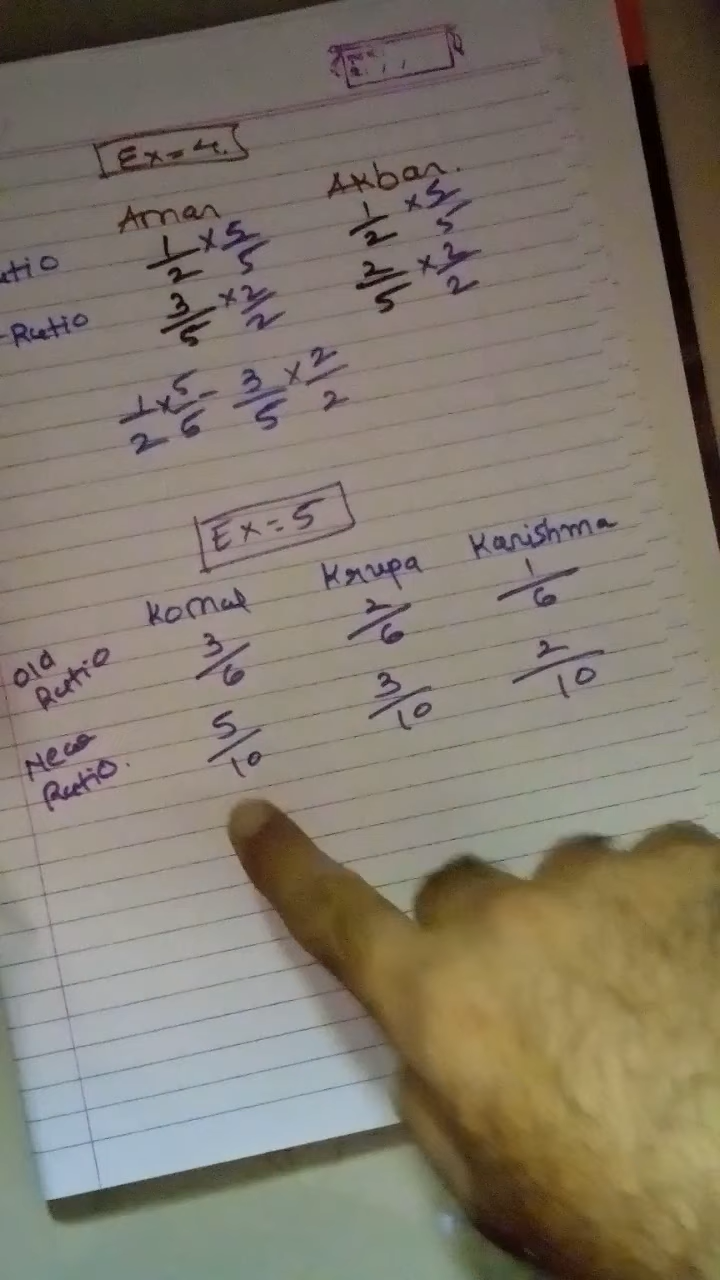 Ex=4.
Aman Akbar.
1/2 × 5/5 1/2 × 5/5
-Ratio 3/5 × 2/2 2/5 × 2/2
1/2 × 5/5 - 3/5 × 2/2
Ex=5
Komal Krupa Karishma
Old Ratio 3/6 2/6 1/6
New Ratio. 5/10 3/10 2/10